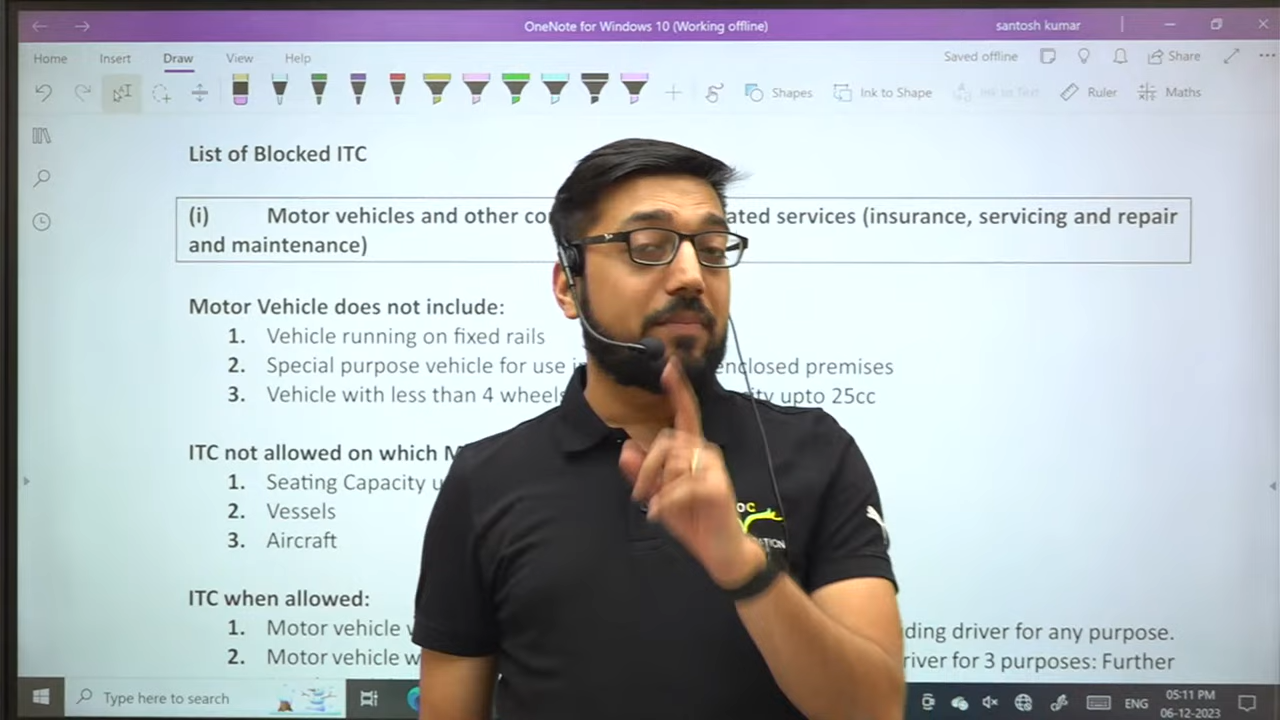 OneNote for Windows 10 (Working offline)
santosh kumar
Home Insert Draw View Help
Saved offline
Share
Shapes
Ink to Shape
Ink to Text
Ruler
Maths
List of Blocked ITC
(i) Motor vehicles and other co ated services (insurance, servicing and repair
and maintenance)
Motor Vehicle does not include:
1. Vehicle running on fixed rails
2. Special purpose vehicle for use enclosed premises
3. Vehicle with less than 4 wheels ty upto 25cc
ITC not allowed on which M
1. Seating Capacity u
2. Vessels
3. Aircraft
ITC when allowed:
1. Motor vehicle ding driver for any purpose.
2. Motor vehicle w river for 3 purposes: Further
Type here to search
ENG
05:11 PM
06-12-2023